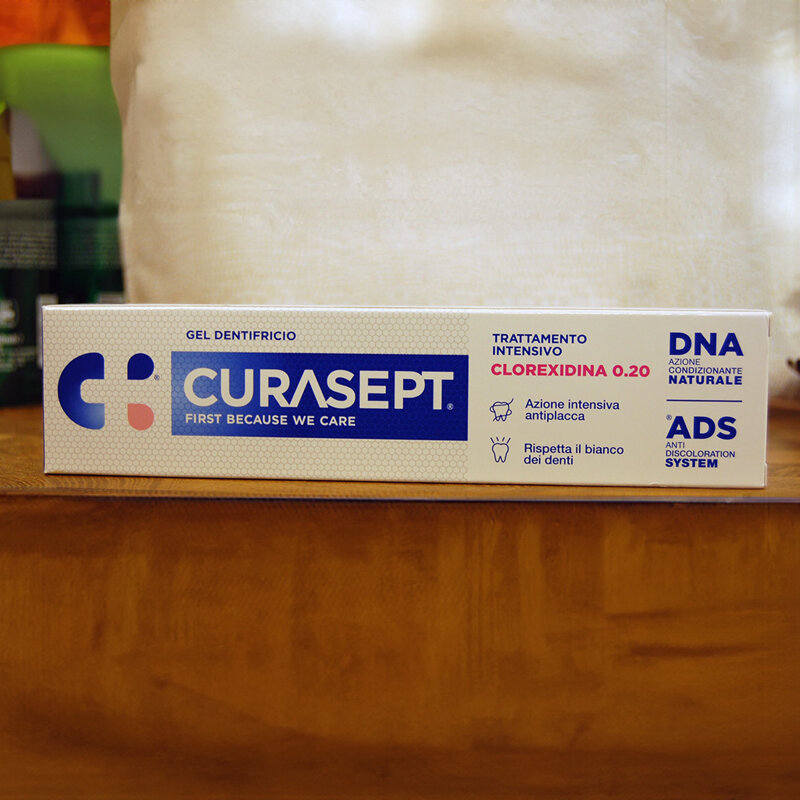 GEL DENTIFRICIO
CURASEPT®
FIRST BECAUSE WE CARE
TRATTAMENTO
INTENSIVO
CLOREXIDINA 0.20
Azione intensiva
antiplacca
Rispetta il bianco
dei denti
DNA
AZIONE
CONDIZIONANTE
NATURALE
®ADS
ANTI
DISCOLORATION
SYSTEM